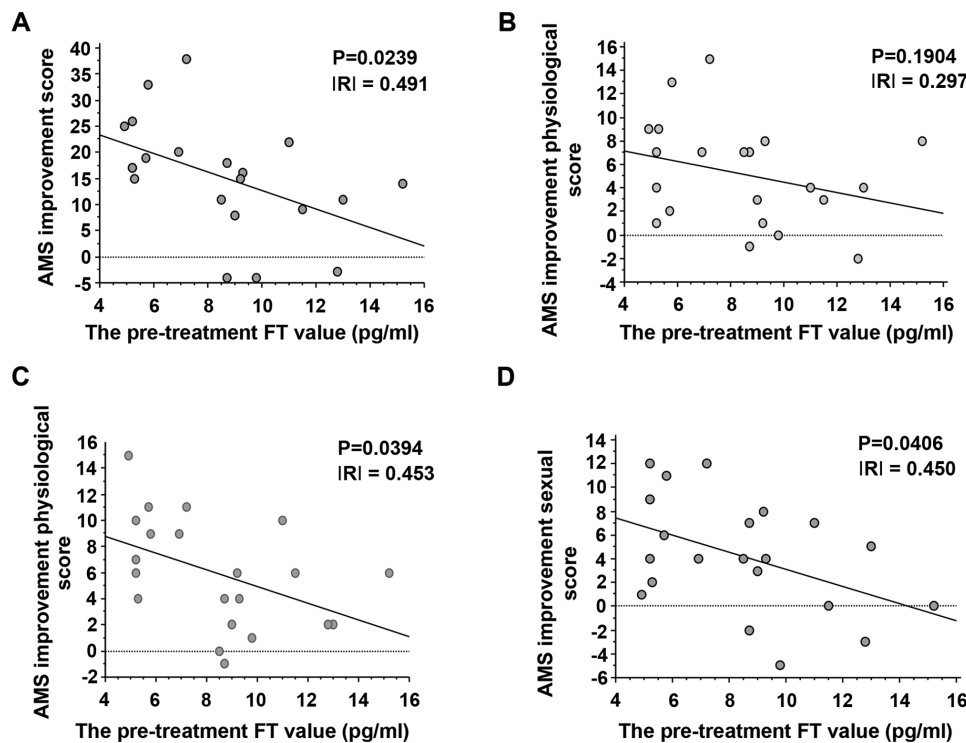 A
AMS improvement score
40
35
30
25
20
15
10
5
0
-5
P=0.0239
|R| = 0.491
4 6 8 10 12 14 16
The pre-treatment FT value (pg/ml)
B
AMS improvement physiological
score
16
14
12
10
8
6
4
2
0
-2
-4
P=0.1904
|R| = 0.297
4 6 8 10 12 14 16
The pre-treatment FT value (pg/ml)
C
AMS improvement physiological
score
16
14
12
10
8
6
4
2
0
-2
P=0.0394
|R| = 0.453
4 6 8 10 12 14 16
The pre-treatment FT value (pg/ml)
D
AMS improvement sexual
score
14
12
10
8
6
4
2
0
-2
-4
-6
P=0.0406
|R| = 0.450
4 6 8 10 12 14 16
The pre-treatment FT value (pg/ml)